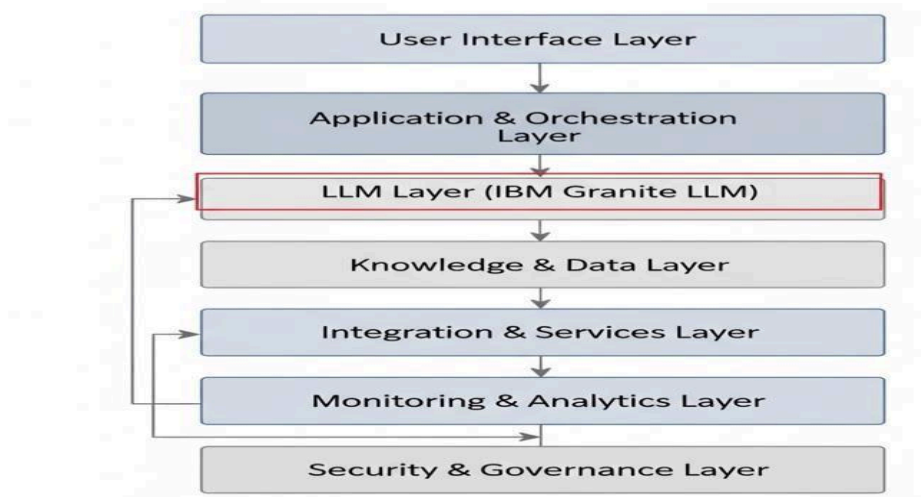 User Interface Layer
Application & Orchestration
Layer
LLM Layer (IBM Granite LLM)
Knowledge & Data Layer
Integration & Services Layer
Monitoring & Analytics Layer
Security & Governance Layer